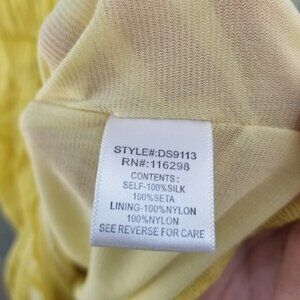 STYLE#:DS9113
RN#:116298
CONTENTS:
SELF-100%SILK
100%SETA
LINING-100%NYLON
100%NYLON
SEE REVERSE FOR CARE